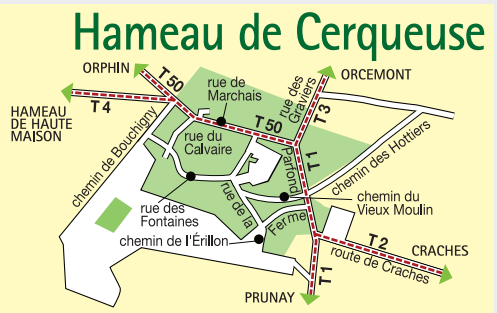 Hameau de Cerqueuse
ORPHIN
T 50
rue de
Marchais
rue des
Graviers
ORCEMONT
T 3
HAMEAU
DE HAUTE
MAISON
T 4
T 50
rue du
Calvaire
chemin de Bouchigny
Parfond
T 1
chemin des Hottiers
rue des
Fontaines
rue de la
Ferme
chemin du
Vieux Moulin
chemin de l'Érillon
T 2
route de Craches
CRACHES
T 1
PRUNAY